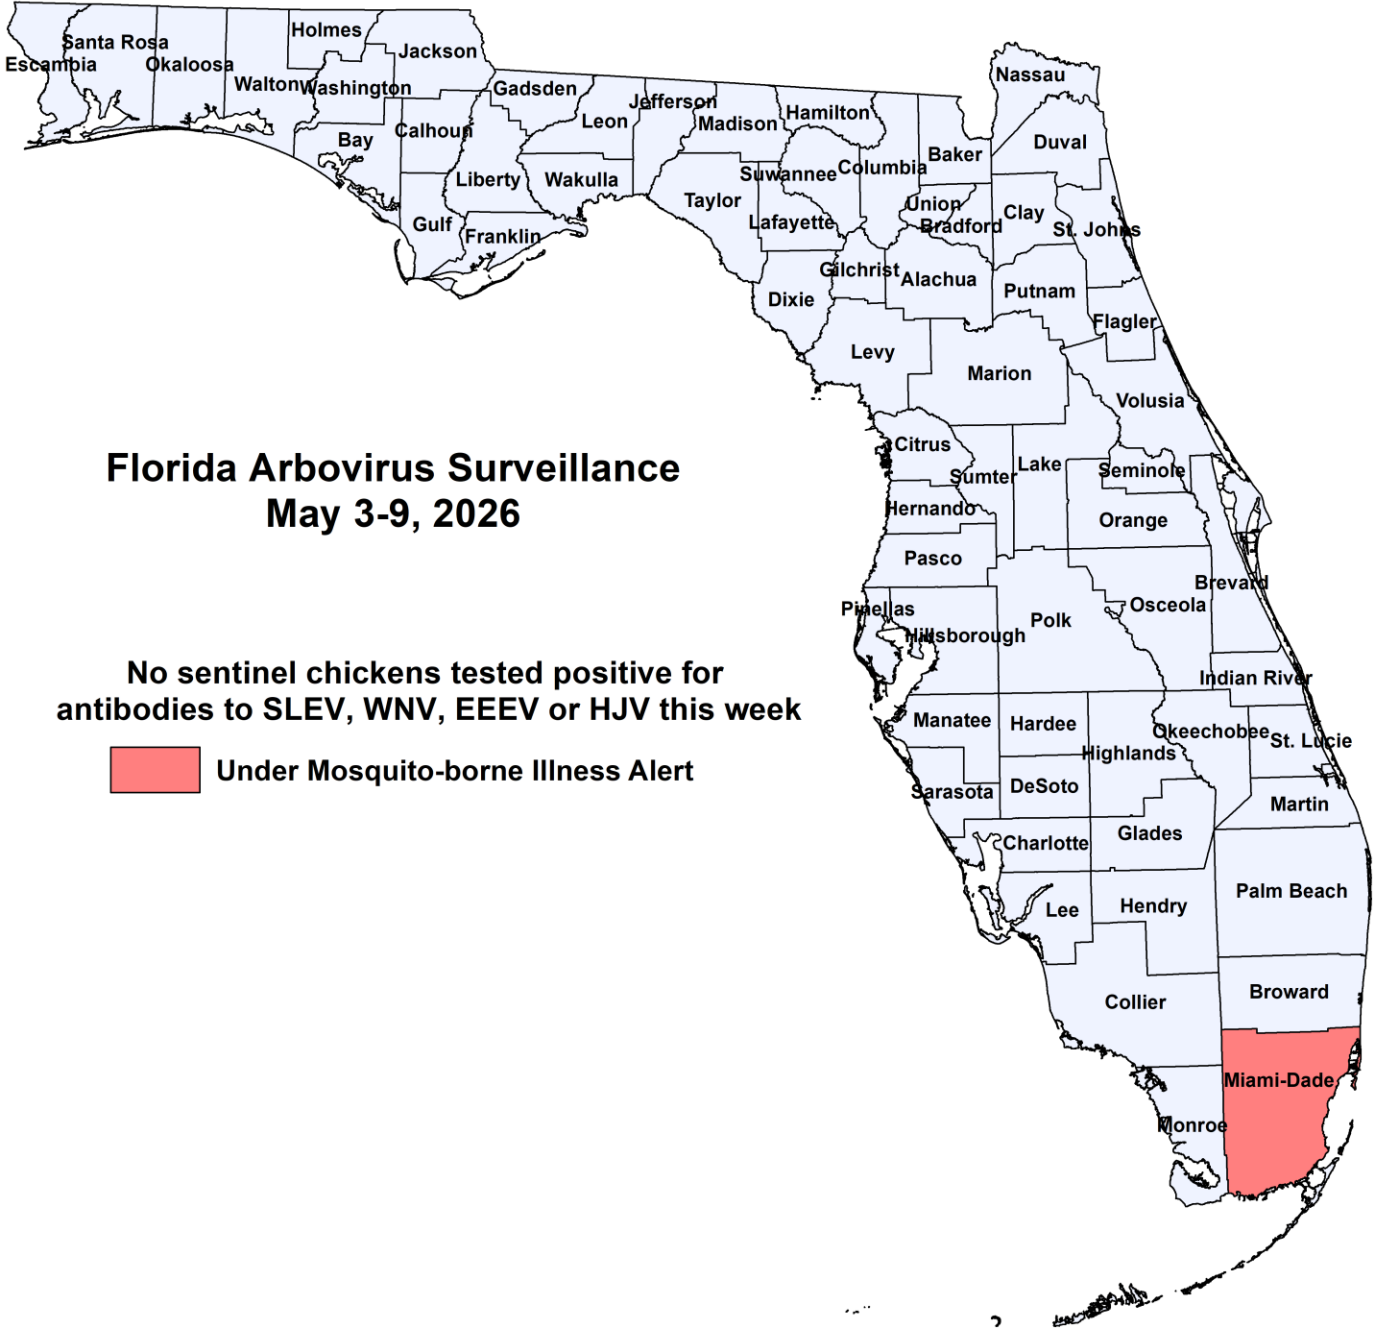 Holmes
Jackson
Santa Rosa
Escambia
Okaloosa
Walton
Washington
Gadsden
Nassau
Jefferson
Leon
Madison
Hamilton
Bay
Calhoun
Duval
Baker
Columbia
Suwannee
Liberty
Wakulla
Taylor
Union
Clay
Bradford
Lafayette
St. Johns
Gulf
Franklin
Gilchrist
Alachua
Putnam
Dixie
Flagler
Levy
Marion
Volusia
Citrus
Lake
Seminole
Sumter
Florida Arbovirus Surveillance
May 3-9, 2026
Hernando
Orange
Pasco
Brevard
Osceola
Pinellas
Polk
Hillsborough
No sentinel chickens tested positive for
antibodies to SLEV, WNV, EEEV or HJV this week
Under Mosquito-borne Illness Alert
Indian River
Manatee
Hardee
Okeechobee
St. Lucie
Highlands
DeSoto
Sarasota
Martin
Glades
Charlotte
Palm Beach
Hendry
Lee
Broward
Collier
Miami-Dade
Monroe